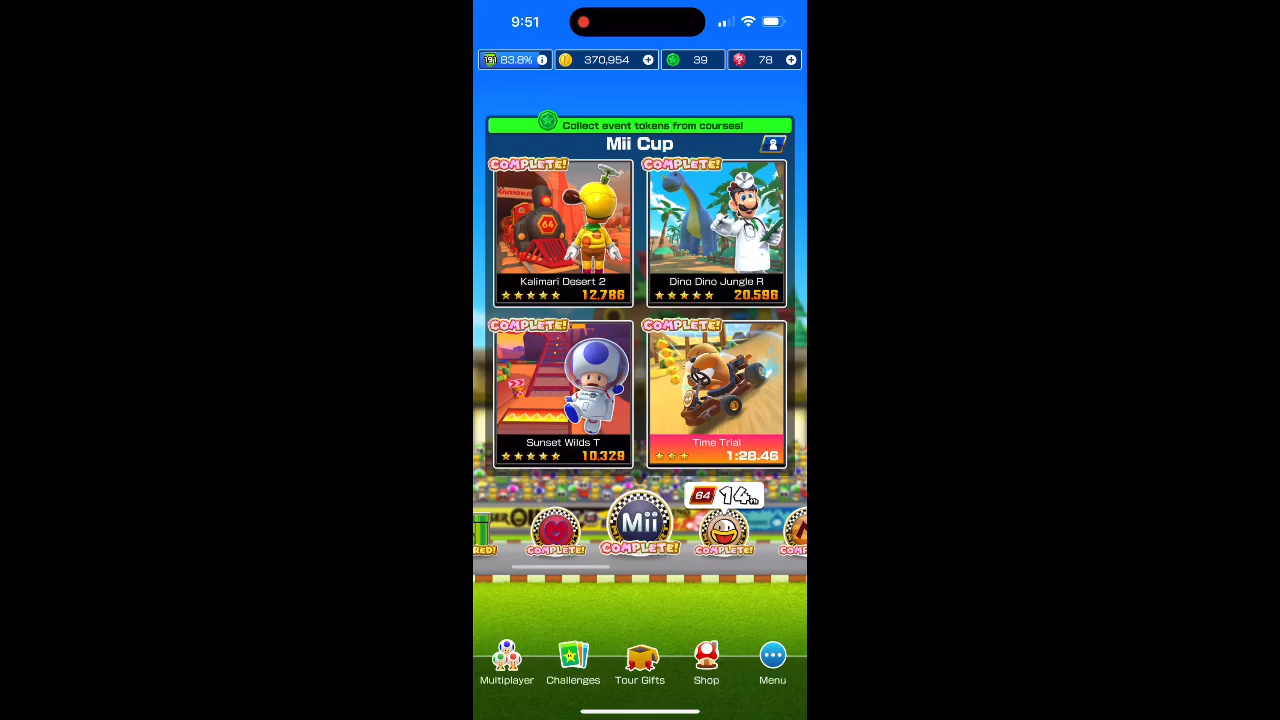 9:51
83.8%
370,954
39
78
Collect event tokens from courses!
Mii Cup
COMPLETE!
COMPLETE!
64
Kalimari Desert 2
12,786
Dino Dino Jungle R
20,596
COMPLETE!
COMPLETE!
Sunset Wilds T
10,329
Time Trial
1:28.46
64 14th
Mii
COMPLETE!
COMPLETE!
COMPLETE!
Multiplayer
Challenges
Tour Gifts
Shop
Menu